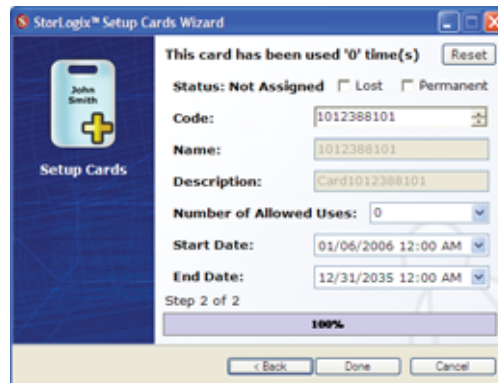 StorLogix™ Setup Cards Wizard
This card has been used '0' time(s) Reset
Status: Not Assigned Lost Permanent
John
Smith
Setup Cards
Code: 1012388101
Name: 1012388101
Description: Card1012388101
Number of Allowed Uses: 0
Start Date: 01/06/2006 12:00 AM
End Date: 12/31/2035 12:00 AM
Step 2 of 2
100%
< Back Done Cancel